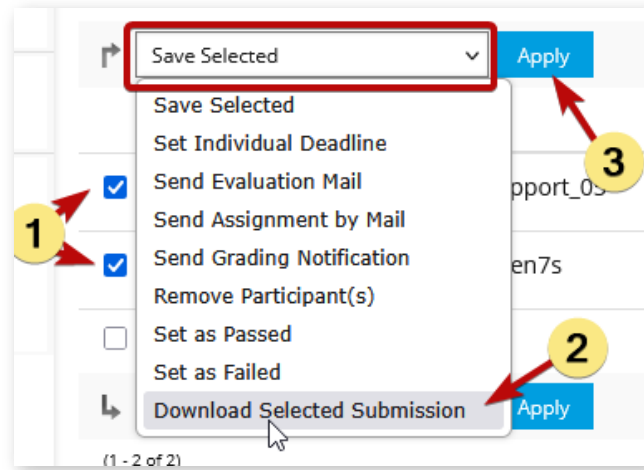 Save Selected
Apply
Save Selected
Set Individual Deadline
3
Send Evaluation Mail
pport_05
1
Send Assignment by Mail
Send Grading Notification
en7s
Remove Participant(s)
Set as Passed
2
Set as Failed
Download Selected Submission
Apply
(1 - 2 of 2)